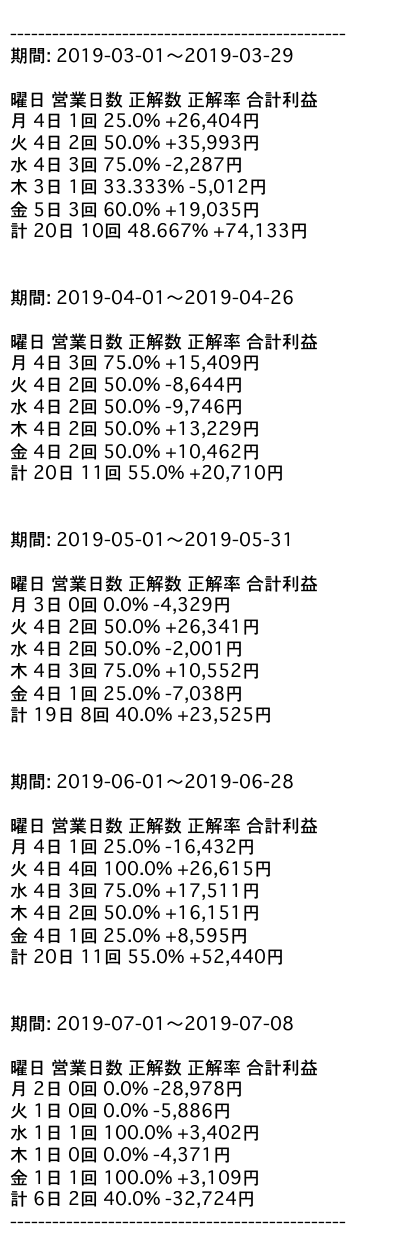 ------------------------------------------------
期間: 2019-03-01〜2019-03-29
曜日 営業日数 正解数 正解率 合計利益
月 4日 1回 25.0% +26,404円
火 4日 2回 50.0% +35,993円
水 4日 3回 75.0% -2,287円
木 3日 1回 33.333% -5,012円
金 5日 3回 60.0% +19,035円
計 20日 10回 48.667% +74,133円
期間: 2019-04-01〜2019-04-26
曜日 営業日数 正解数 正解率 合計利益
月 4日 3回 75.0% +15,409円
火 4日 2回 50.0% -8,644円
水 4日 2回 50.0% -9,746円
木 4日 2回 50.0% +13,229円
金 4日 2回 50.0% +10,462円
計 20日 11回 55.0% +20,710円
期間: 2019-05-01〜2019-05-31
曜日 営業日数 正解数 正解率 合計利益
月 3日 0回 0.0% -4,329円
火 4日 2回 50.0% +26,341円
水 4日 2回 50.0% -2,001円
木 4日 3回 75.0% +10,552円
金 4日 1回 25.0% -7,038円
計 19日 8回 40.0% +23,525円
期間: 2019-06-01〜2019-06-28
曜日 営業日数 正解数 正解率 合計利益
月 4日 1回 25.0% -16,432円
火 4日 4回 100.0% +26,615円
水 4日 3回 75.0% +17,511円
木 4日 2回 50.0% +16,151円
金 4日 1回 25.0% +8,595円
計 20日 11回 55.0% +52,440円
期間: 2019-07-01〜2019-07-08
曜日 営業日数 正解数 正解率 合計利益
月 2日 0回 0.0% -28,978円
火 1日 0回 0.0% -5,886円
水 1日 1回 100.0% +3,402円
木 1日 0回 0.0% -4,371円
金 1日 1回 100.0% +3,109円
計 6日 2回 40.0% -32,724円
------------------------------------------------